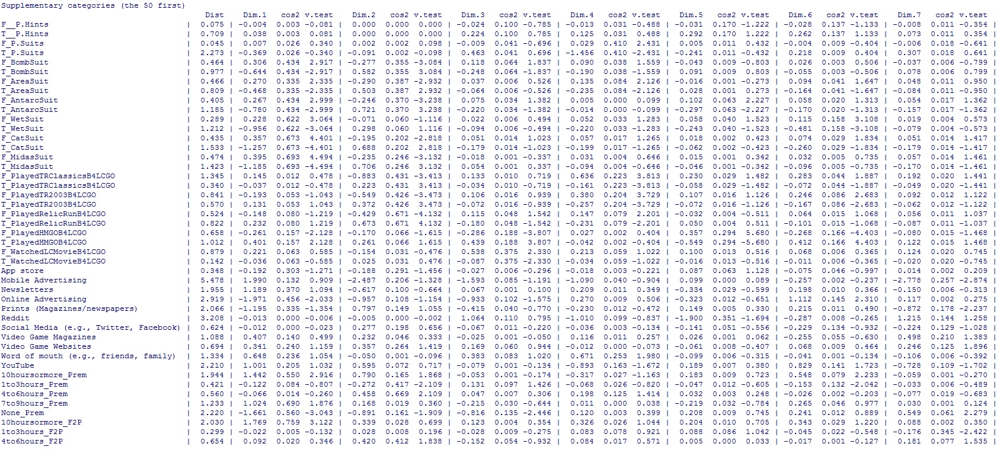 Supplementary categories (the 50 first)
Dist Dim.1 cos2 v.test Dim.2 cos2 v.test Dim.3 cos2 v.test Dim.4 cos2 v.test Dim.5 cos2 v.test Dim.6 cos2 v.test Dim.7 cos2 v.test
F__P.Hints | 0.075 | -0.004 0.003 -0.081 | 0.000 0.000 0.000 | -0.024 0.100 -0.785 | -0.013 0.031 -0.488 | -0.031 0.170 -1.222 | -0.028 0.137 -1.133 | -0.008 0.011 -0.354 |
T__P.Hints | 0.709 | 0.038 0.003 0.081 | 0.000 0.000 0.000 | 0.224 0.100 0.785 | 0.125 0.031 0.488 | 0.292 0.170 1.222 | 0.262 0.137 1.133 | 0.073 0.011 0.354 |
F_P.Suits | 0.045 | 0.007 0.026 0.340 | 0.002 0.002 0.098 | -0.009 0.041 -0.696 | 0.029 0.410 2.431 | 0.005 0.011 0.432 | -0.004 0.009 -0.404 | -0.006 0.018 -0.641 |
T_P.Suits | 2.273 | -0.369 0.026 -0.340 | -0.091 0.002 -0.098 | 0.463 0.041 0.696 | -1.456 0.410 -2.431 | -0.241 0.011 -0.432 | 0.218 0.009 0.404 | 0.307 0.018 0.641 |
F_BombSuit | 0.464 | 0.306 0.434 2.917 | -0.277 0.355 -3.084 | 0.118 0.064 1.837 | 0.090 0.038 1.559 | -0.043 0.009 -0.803 | 0.026 0.003 0.506 | -0.037 0.006 -0.799 |
T_BombSuit | 0.977 | -0.644 0.434 -2.917 | 0.582 0.355 3.084 | -0.248 0.064 -1.837 | -0.190 0.038 -1.559 | 0.091 0.009 0.803 | -0.055 0.003 -0.506 | 0.078 0.006 0.799 |
F_AreaSuit | 0.466 | 0.270 0.335 2.335 | -0.290 0.387 -2.932 | 0.037 0.006 0.526 | 0.135 0.084 2.126 | -0.016 0.001 -0.273 | 0.094 0.041 1.647 | 0.048 0.011 0.950 |
T_AreaSuit | 0.809 | -0.468 0.335 -2.335 | 0.503 0.387 2.932 | -0.064 0.006 -0.526 | -0.235 0.084 -2.126 | 0.028 0.001 0.273 | -0.164 0.041 -1.647 | -0.084 0.011 -0.950 |
F_AntarcSuit | 0.405 | 0.267 0.434 2.999 | -0.246 0.370 -3.238 | 0.075 0.034 1.382 | 0.005 0.000 0.099 | 0.102 0.063 2.227 | 0.058 0.020 1.313 | 0.054 0.017 1.362 |
T_AntarcSuit | 1.185 | -0.780 0.434 -2.999 | 0.721 0.370 3.238 | -0.220 0.034 -1.382 | -0.014 0.000 -0.099 | -0.297 0.063 -2.227 | -0.170 0.020 -1.313 | -0.157 0.017 -1.362 |
F_WetSuit | 0.289 | 0.228 0.622 3.064 | -0.071 0.060 -1.116 | 0.022 0.006 0.494 | 0.052 0.033 1.283 | 0.058 0.040 1.523 | 0.115 0.158 3.108 | 0.019 0.004 0.573 |
T_WetSuit | 1.212 | -0.956 0.622 -3.064 | 0.298 0.060 1.116 | -0.094 0.006 -0.494 | -0.220 0.033 -1.283 | -0.243 0.040 -1.523 | -0.481 0.158 -3.108 | -0.079 0.004 -0.573 |
F_CatSuit | 0.435 | 0.357 0.673 4.401 | -0.195 0.202 -2.818 | 0.051 0.014 1.023 | 0.057 0.017 1.265 | 0.018 0.002 0.423 | 0.074 0.029 1.834 | 0.051 0.014 1.417 |
T_CatSuit | 1.533 | -1.257 0.673 -4.401 | 0.688 0.202 2.818 | -0.179 0.014 -1.023 | -0.199 0.017 -1.265 | -0.062 0.002 -0.423 | -0.260 0.029 -1.834 | -0.179 0.014 -1.417 |
F_MidasSuit | 0.474 | 0.395 0.693 4.494 | -0.235 0.246 -3.132 | -0.018 0.001 -0.337 | 0.031 0.004 0.646 | 0.015 0.001 0.342 | 0.032 0.005 0.735 | 0.057 0.014 1.461 |
T_MidasSuit | 1.423 | -1.185 0.693 -4.494 | 0.706 0.246 3.132 | 0.054 0.001 0.337 | -0.094 0.004 -0.646 | -0.046 0.001 -0.342 | -0.096 0.005 -0.735 | -0.170 0.014 -1.461 |
F_PlayedTRClassicsB4LCGO | 1.345 | 0.145 0.012 0.478 | -0.883 0.431 -3.413 | 0.133 0.010 0.719 | 0.636 0.223 3.813 | 0.230 0.029 1.482 | 0.283 0.044 1.887 | 0.192 0.020 1.441 |
T_PlayedTRClassicsB4LCGO | 0.340 | -0.037 0.012 -0.478 | 0.223 0.431 3.413 | -0.034 0.010 -0.719 | -0.161 0.223 -3.813 | -0.058 0.029 -1.482 | -0.072 0.044 -1.887 | -0.049 0.020 -1.441 |
F_PlayedTR2003B4LCGO | 0.841 | -0.193 0.053 -1.043 | -0.549 0.426 -3.473 | 0.106 0.016 0.939 | 0.380 0.204 3.729 | 0.107 0.016 1.126 | 0.246 0.086 2.683 | 0.092 0.012 1.122 |
T_PlayedTR2003B4LCGO | 0.570 | 0.131 0.053 1.043 | 0.372 0.426 3.473 | -0.072 0.016 -0.939 | -0.257 0.204 -3.729 | -0.072 0.016 -1.126 | -0.167 0.086 -2.683 | -0.062 0.012 -1.122 |
F_PlayedRelicRunB4LCGO | 0.524 | -0.148 0.080 -1.219 | -0.429 0.671 -4.132 | 0.115 0.048 1.542 | 0.147 0.079 2.201 | -0.032 0.004 -0.511 | 0.064 0.015 1.068 | 0.056 0.011 1.037 |
T_PlayedRelicRunB4LCGO | 0.822 | 0.232 0.080 1.219 | 0.673 0.671 4.132 | -0.180 0.048 -1.542 | -0.231 0.079 -2.201 | 0.050 0.004 0.511 | -0.101 0.015 -1.068 | -0.087 0.011 -1.037 |
F_PlayedHMGOB4LCGO | 0.658 | -0.261 0.157 -2.128 | -0.170 0.066 -1.615 | -0.286 0.188 -3.807 | 0.027 0.002 0.404 | 0.357 0.294 5.680 | -0.268 0.166 -4.403 | -0.080 0.015 -1.468 |
T_PlayedHMGOB4LCGO | 1.012 | 0.401 0.157 2.128 | 0.261 0.066 1.615 | 0.439 0.188 3.807 | -0.042 0.002 -0.404 | -0.549 0.294 -5.680 | 0.412 0.166 4.403 | 0.122 0.015 1.468 |
F_WatchedLCMovieB4LCGO | 0.879 | 0.221 0.063 0.585 | -0.154 0.031 -0.476 | 0.538 0.375 2.330 | 0.213 0.059 1.022 | 0.100 0.013 0.516 | 0.068 0.006 0.365 | 0.124 0.020 0.745 |
T_WatchedLCMovieB4LCGO | 0.142 | -0.036 0.063 -0.585 | 0.025 0.031 0.476 | -0.087 0.375 -2.330 | -0.034 0.059 -1.022 | -0.016 0.013 -0.516 | -0.011 0.006 -0.365 | -0.020 0.020 -0.745 |
App store | 0.348 | -0.192 0.303 -1.271 | -0.188 0.291 -1.456 | -0.027 0.006 -0.296 | -0.018 0.003 -0.221 | 0.087 0.063 1.128 | -0.075 0.046 -0.997 | 0.014 0.002 0.209 |
Mobile Advertising | 5.478 | 1.990 0.132 0.909 | -2.487 0.206 -1.328 | -1.593 0.085 -1.191 | -1.090 0.040 -0.904 | 0.099 0.000 0.089 | -0.257 0.002 -0.237 | -2.778 0.257 -2.874 |
Newsletters | 1.955 | 1.189 0.370 1.094 | -0.617 0.100 -0.664 | 0.067 0.001 0.100 | 0.209 0.011 0.349 | -0.334 0.029 -0.599 | 0.198 0.010 0.366 | -0.150 0.006 -0.313 |
Online Advertising | 2.919 | -1.971 0.456 -2.033 | -0.957 0.108 -1.154 | -0.933 0.102 -1.575 | 0.270 0.009 0.506 | -0.323 0.012 -0.651 | 1.112 0.145 2.310 | 0.117 0.002 0.275 |
Prints (Magazines/newspapers) | 2.066 | -1.195 0.335 -1.354 | 0.797 0.149 1.055 | -0.415 0.040 -0.770 | -0.230 0.012 -0.472 | 0.149 0.005 0.330 | 0.215 0.011 0.490 | -0.872 0.178 -2.237 |
Reddit | 3.208 | -0.013 0.000 -0.006 | -0.005 0.000 -0.002 | 1.064 0.110 0.795 | -1.010 0.099 -0.837 | -1.900 0.351 -1.694 | -0.287 0.008 -0.265 | 1.215 0.144 1.258 |
Social Media (e.g., Twitter, Facebook) | 0.624 | -0.012 0.000 -0.023 | 0.277 0.198 0.656 | -0.067 0.011 -0.220 | -0.036 0.003 -0.134 | -0.141 0.051 -0.556 | -0.229 0.134 -0.932 | -0.224 0.129 -1.028 |
Video Game Magazines | 1.088 | 0.407 0.140 0.499 | 0.232 0.046 0.333 | -0.025 0.001 -0.050 | 0.116 0.011 0.257 | 0.026 0.001 0.062 | -0.255 0.055 -0.630 | 0.498 0.210 1.383 |
Video Game Websites | 0.694 | 0.341 0.240 1.159 | 0.357 0.264 1.419 | 0.169 0.060 0.944 | -0.012 0.000 -0.073 | -0.061 0.008 -0.407 | 0.068 0.009 0.464 | 0.246 0.125 1.896 |
Word of mouth (e.g., friends, family) | 1.334 | 0.648 0.236 1.054 | -0.050 0.001 -0.096 | 0.383 0.083 1.020 | 0.671 0.253 1.980 | -0.099 0.006 -0.315 | -0.041 0.001 -0.134 | -0.106 0.006 -0.392 |
YouTube | 2.210 | 1.001 0.205 1.032 | 0.595 0.072 0.717 | -0.079 0.001 -0.134 | -0.893 0.163 -1.672 | 0.189 0.007 0.380 | 0.829 0.141 1.723 | -0.728 0.109 -1.702 |
10hoursormore_Prem | 1.944 | 1.442 0.550 2.916 | 0.790 0.165 1.868 | -0.053 0.001 -0.174 | -0.317 0.027 -1.163 | 0.183 0.009 0.723 | 0.548 0.079 2.233 | -0.059 0.001 -0.270 |
1to3hours_Prem | 0.421 | -0.122 0.084 -0.807 | -0.272 0.417 -2.109 | 0.131 0.097 1.426 | -0.068 0.026 -0.820 | -0.047 0.012 -0.605 | -0.153 0.132 -2.042 | -0.033 0.006 -0.489 |
4to6hours_Prem | 0.560 | -0.066 0.014 -0.260 | 0.458 0.669 2.109 | 0.047 0.007 0.306 | 0.198 0.125 1.414 | 0.032 0.003 0.248 | -0.026 0.002 -0.203 | -0.077 0.019 -0.683 |
7to9hours_Prem | 1.233 | 1.024 0.690 1.876 | 0.168 0.019 0.360 | -0.215 0.030 -0.644 | 0.011 0.000 0.038 | -0.219 0.032 -0.784 | 0.265 0.046 0.977 | 0.030 0.001 0.124 |
None_Prem | 2.220 | -1.661 0.560 -3.043 | -0.891 0.161 -1.909 | -0.816 0.135 -2.446 | 0.120 0.003 0.399 | 0.208 0.009 0.745 | 0.241 0.012 0.889 | 0.549 0.061 2.279 |
10hoursormore_F2P | 2.030 | 1.769 0.759 3.122 | 0.339 0.028 0.699 | 0.123 0.004 0.354 | 0.326 0.026 1.044 | 0.204 0.010 0.705 | 0.343 0.029 1.220 | 0.088 0.002 0.350 |
1to3hours_F2P | 0.299 | -0.022 0.005 -0.132 | 0.028 0.008 0.196 | -0.028 0.009 -0.275 | 0.083 0.078 0.921 | 0.088 0.086 1.042 | -0.045 0.022 -0.548 | -0.176 0.345 -2.422 |
4to6hours_F2P | 0.654 | 0.092 0.020 0.346 | 0.420 0.412 1.838 | -0.152 0.054 -0.932 | 0.084 0.017 0.571 | 0.005 0.000 0.033 | -0.017 0.001 -0.127 | 0.181 0.077 1.535 |